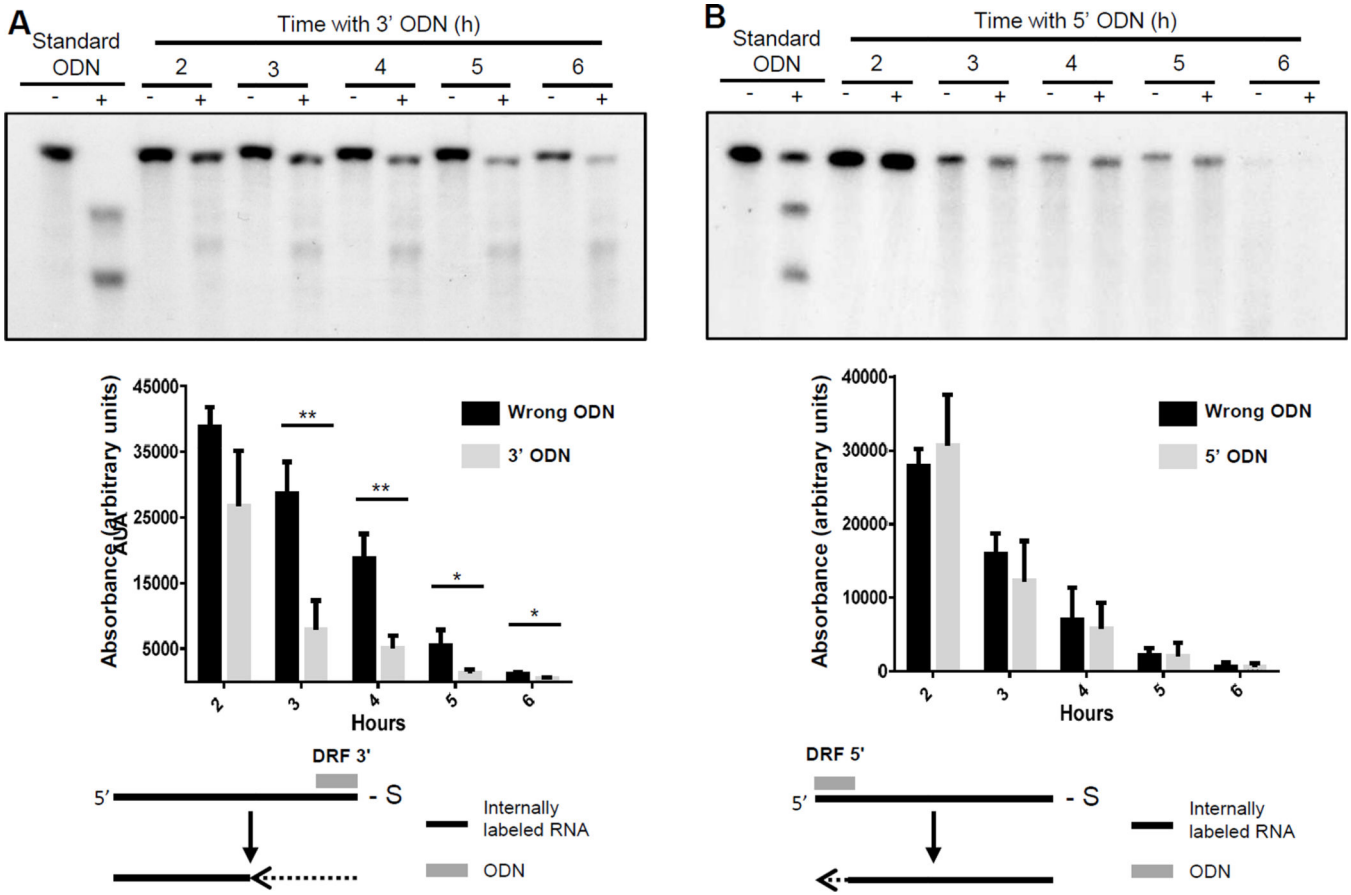 A
Time with 3' ODN (h)
Standard
ODN
2 3 4 5 6
- + - + - + - + - + - +
45000
35000
25000
15000
5000
Absorbance (arbitrary units)
AUA
**
**
*
*
Wrong ODN
3' ODN
2 3 4 5 6
Hours
DRF 3'
5'
- S
Internally
labeled RNA
ODN
B
Time with 5' ODN (h)
Standard
ODN
2 3 4 5 6
- + - + - + - + - + - +
40000
30000
20000
10000
0
Absorbance (arbitrary units)
Wrong ODN
5' ODN
2 3 4 5 6
Hours
DRF 5'
5'
- S
Internally
labeled RNA
ODN